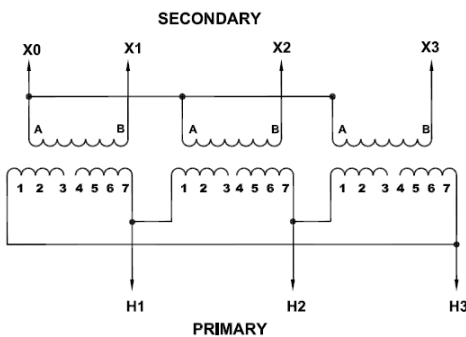 SECONDARY
X0 X1 X2 X3
A B A B A B
1 2 3 4 5 6 7 1 2 3 4 5 6 7 1 2 3 4 5 6 7
H1 H2 H3
PRIMARY